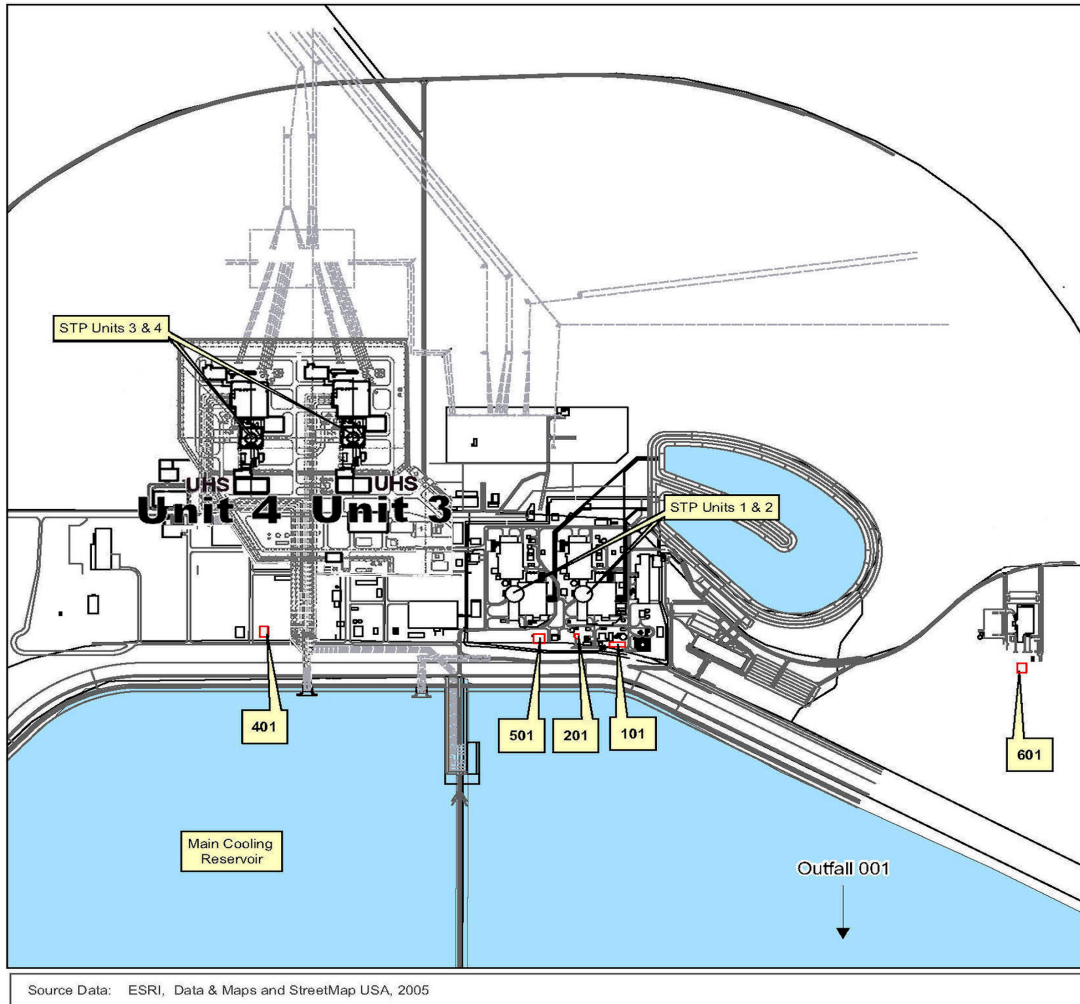 STP Units 3 & 4
UHS
UHS
Unit 4
Unit 3
STP Units 1 & 2
401
501
201
101
601
Main Cooling
Reservoir
Outfall 001
Source Data: ESRI, Data & Maps and StreetMap USA, 2005